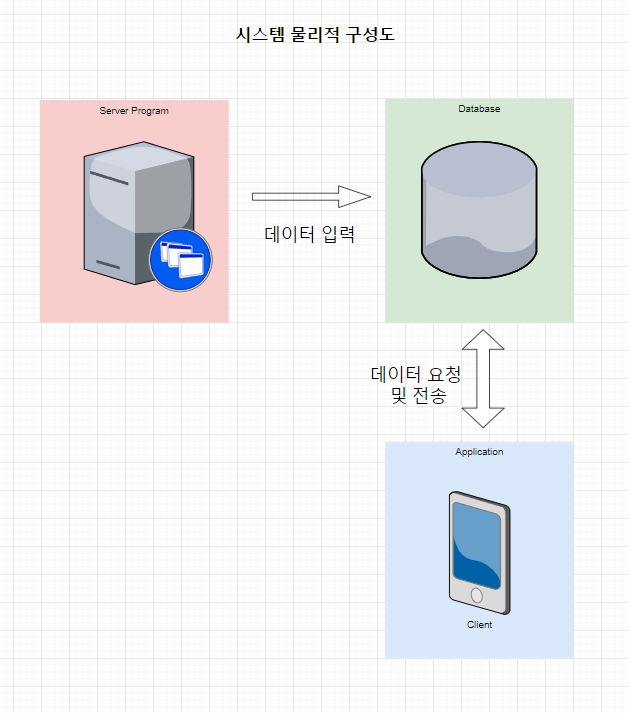 시스템 물리적 구성도
Server Program
Database
데이터 입력
데이터 요청
및 전송
Application
Client